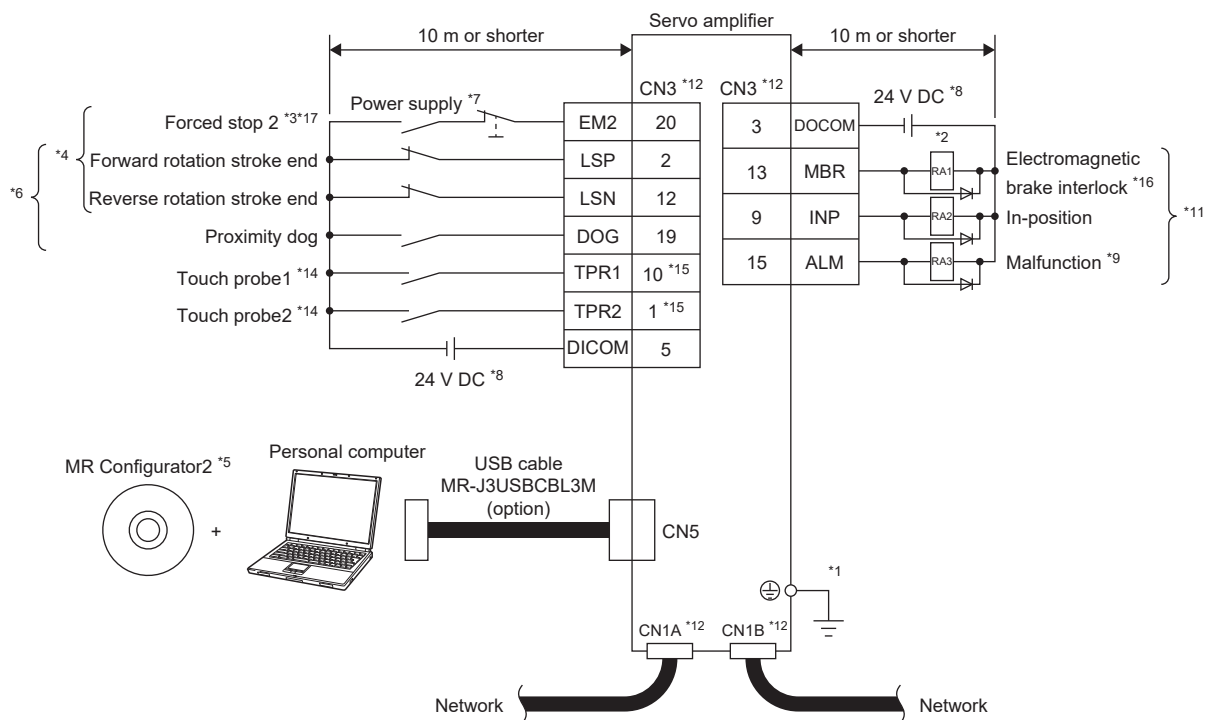 Servo amplifier
10 m or shorter
10 m or shorter
CN3 *12
CN3 *12
24 V DC *8
Power supply *7
Forced stop 2 *3*17
EM2
20
3
DOCOM
*4
Forward rotation stroke end
LSP
2
*2
13
MBR
RA1
Electromagnetic
brake interlock *16
*6
Reverse rotation stroke end
LSN
12
9
INP
RA2
In-position
*11
Proximity dog
DOG
19
15
ALM
RA3
Malfunction *9
Touch probe1 *14
TPR1
10 *15
Touch probe2 *14
TPR2
1 *15
DICOM
5
24 V DC *8
MR Configurator2 *5
Personal computer
USB cable
MR-J3USBCBL3M
(option)
+
CN5
*1
CN1A *12
CN1B *12
Network
Network